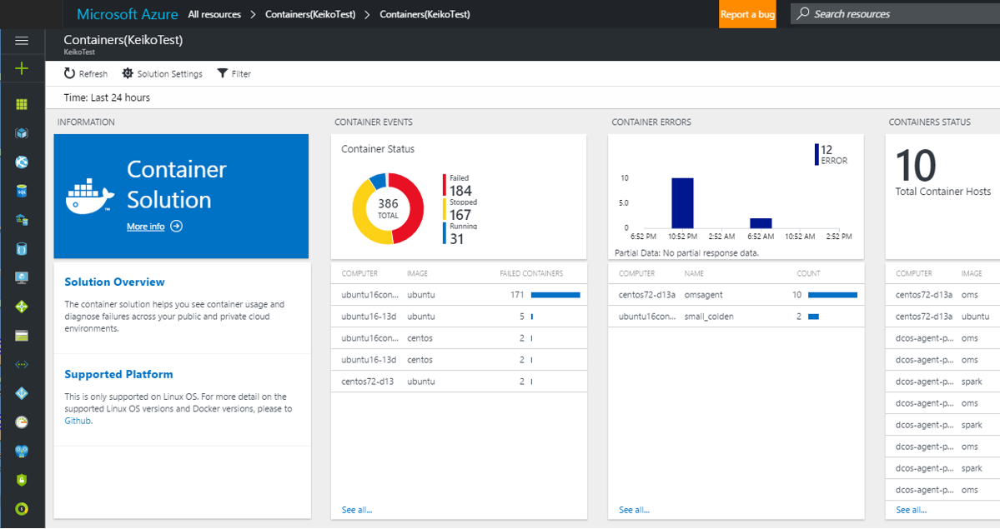 Microsoft Azure All resources > Containers(KeikoTest) > Containers(KeikoTest) Report a bug Search resources
Containers(KeikoTest)
KeikoTest
Refresh Solution Settings Filter
Time: Last 24 hours
INFORMATION
Container
Solution
More info
Solution Overview
The container solution helps you see container usage and
diagnose failures across your public and private cloud
environments.
Supported Platform
This is only supported on Linux OS. For more detail on the
supported Linux OS versions and Docker versions, please to
Github.
CONTAINER EVENTS
Container Status
386
TOTAL
Failed
184
Stopped
167
Running
31
COMPUTER IMAGE FAILED CONTAINERS
ubuntu16con... ubuntu 171
ubuntu16-13d ubuntu 5
ubuntu16con... centos 2
ubuntu16-13d centos 2
centos72-d13 ubuntu 2
See all...
CONTAINER ERRORS
12
ERROR
10
5.0
0
6:52 PM 10:52 PM 2:52 AM 6:52 AM 10:52 AM 2:52 PM
Partial Data: No partial response data.
COMPUTER NAME COUNT
centos72-d13a omsagent 10
ubuntu16con... small_colden 2
See all...
CONTAINERS STATUS
10
Total Container Hosts
COMPUTER IMAGE
centos72-d13a oms
centos72-d13a ubuntu
dcos-agent-p... oms
dcos-agent-p... oms
dcos-agent-p... spark
dcos-agent-p... oms
dcos-agent-p... spark
dcos-agent-p... oms
dcos-agent-p... spark
dcos-agent-p... oms
See all...